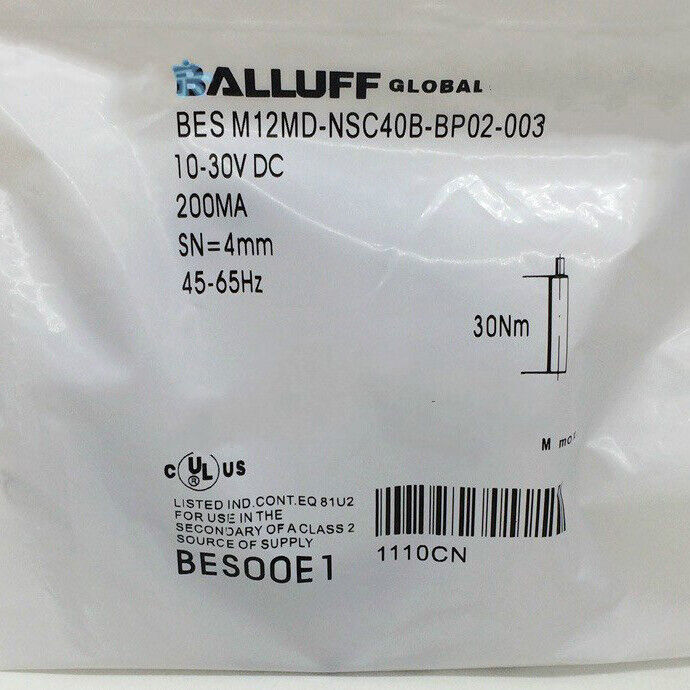 BALLUFF GLOBAL
BES M12MD-NSC40B-BP02-003
10-30V DC
200MA
SN=4mm
45-65Hz
30Nm
M
c UL US
®
LISTED IND.CONT.EQ 81U2
FOR USE IN THE
SECONDARY OF A CLASS 2
SOURCE OF SUPPLY
BES00E1
1110CN